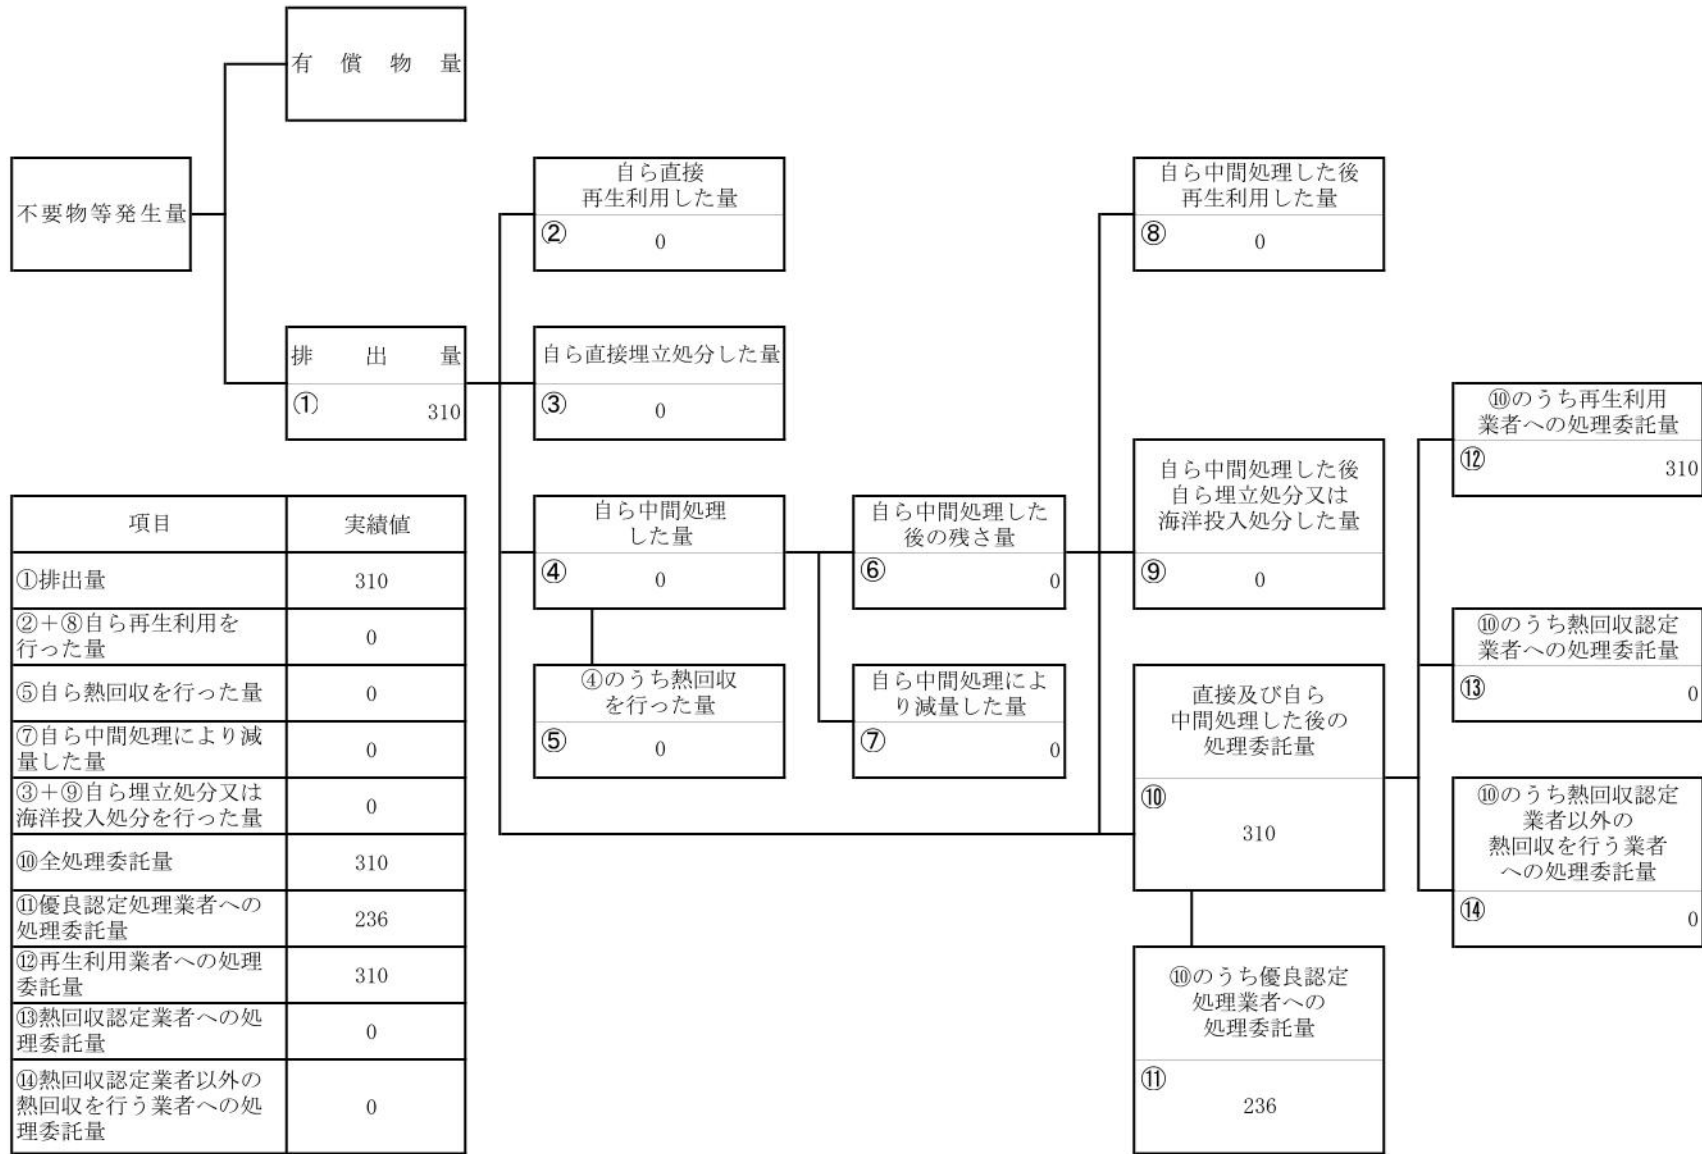 有償物量
不要物等発生量
排出量
①
310
自ら直接
再生利用した量
②
0
自ら直接埋立処分した量
③
0
自ら中間処理
した量
④
0
④のうち熱回収
を行った量
⑤
0
自ら中間処理した
後の残さ量
⑥
0
自ら中間処理によ
り減量した量
⑦
0
自ら中間処理した後
再生利用した量
⑧
0
自ら中間処理した後
自ら埋立処分又は
海洋投入処分した量
⑨
0
直接及び自ら
中間処理した後の
処理委託量
⑩
310
⑩のうち優良認定
処理業者への
処理委託量
⑪
236
⑩のうち再生利用
業者への処理委託量
⑫
310
⑩のうち熱回収認定
業者への処理委託量
⑬
0
⑩のうち熱回収認定
業者以外の
熱回収を行う業者
への処理委託量
⑭
0
項目 実績値
①排出量 310
②+⑧自ら再生利用を
行った量 0
⑤自ら熱回収を行った量 0
⑦自ら中間処理により減
量した量 0
③+⑨自ら埋立処分又は
海洋投入処分を行った量 0
⑩全処理委託量 310
⑪優良認定処理業者への
処理委託量 236
⑫再生利用業者への処理
委託量 310
⑬熱回収認定業者への処
理委託量 0
⑭熱回収認定業者以外の
熱回収を行う業者への処
理委託量 0